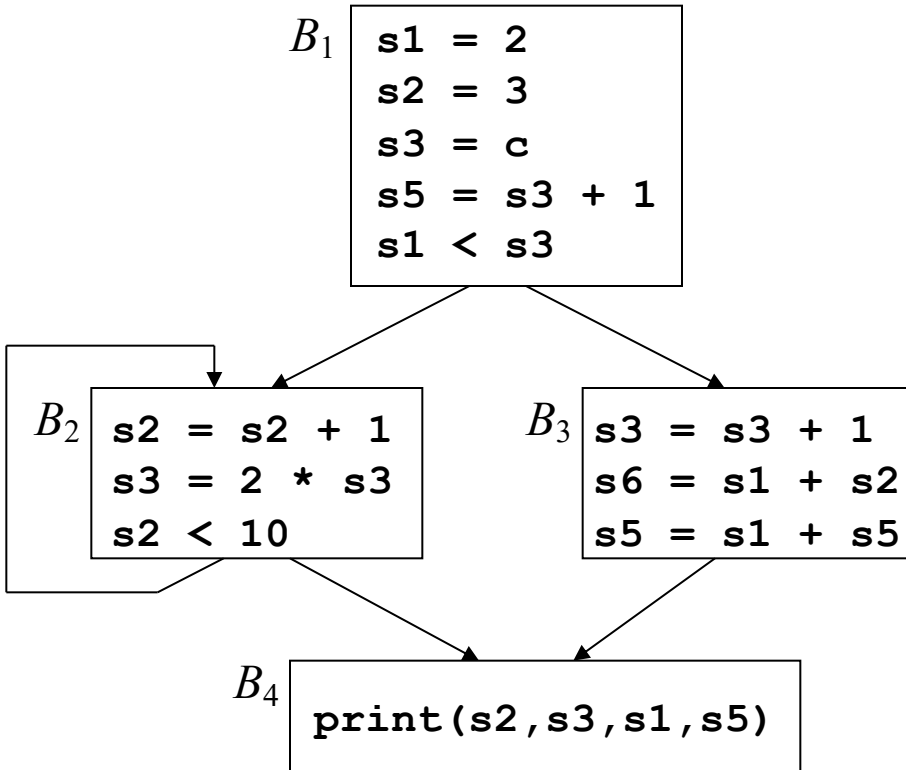 B1
s1 = 2
s2 = 3
s3 = c
s5 = s3 + 1
s1 < s3
B2
s2 = s2 + 1
s3 = 2 * s3
s2 < 10
B3
s3 = s3 + 1
s6 = s1 + s2
s5 = s1 + s5
B4
print(s2,s3,s1,s5)